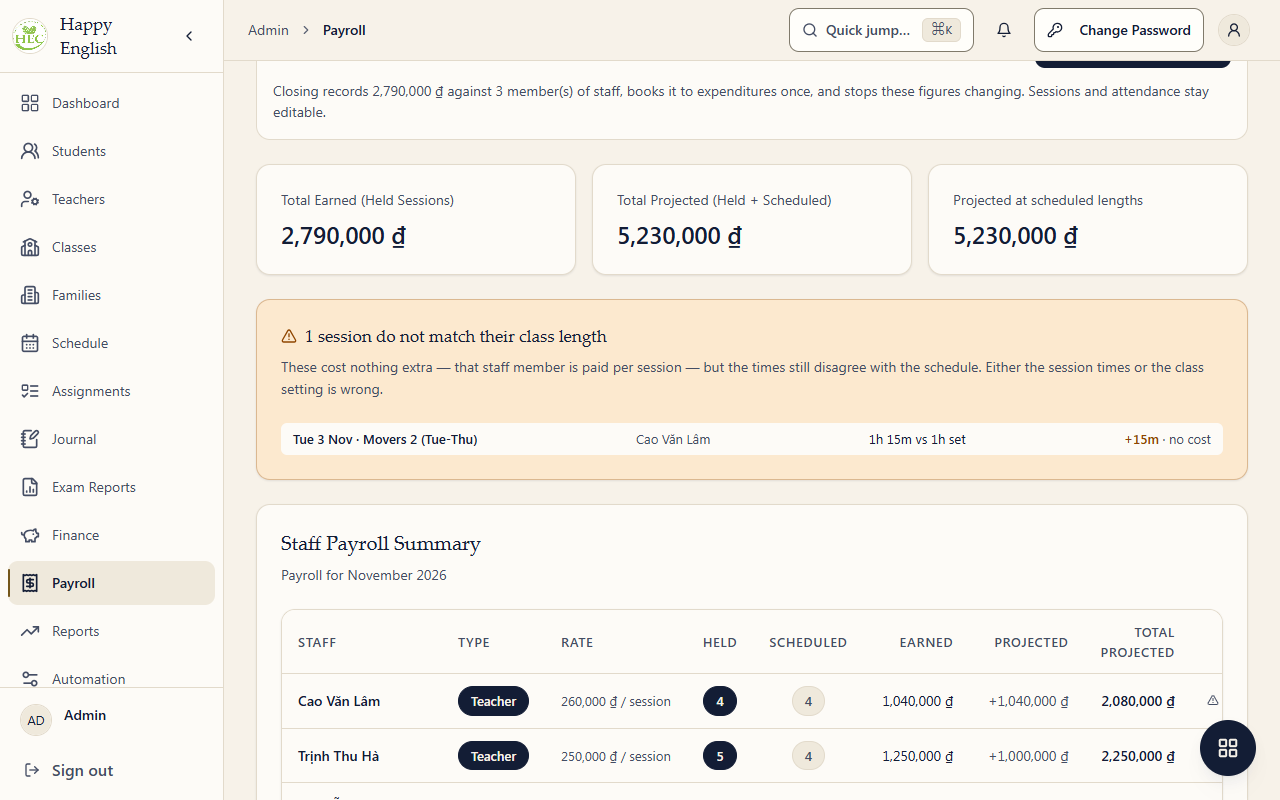 Happy
English
HEC
Admin > Payroll
Quick jump...
⌘K
Change Password
Dashboard
Students
Teachers
Classes
Families
Schedule
Assignments
Journal
Exam Reports
Finance
Payroll
Reports
Automation
AD
Admin
Sign out
Closing records 2,790,000 ₫ against 3 member(s) of staff, books it to expenditures once, and stops these figures changing. Sessions and attendance stay
editable.
Total Earned (Held Sessions)
2,790,000 ₫
Total Projected (Held + Scheduled)
5,230,000 ₫
Projected at scheduled lengths
5,230,000 ₫
1 session do not match their class length
These cost nothing extra — that staff member is paid per session — but the times still disagree with the schedule. Either the session times or the class
setting is wrong.
Tue 3 Nov · Movers 2 (Tue-Thu) Cao Văn Lâm 1h 15m vs 1h set +15m · no cost
Staff Payroll Summary
Payroll for November 2026
STAFF TYPE RATE HELD SCHEDULED EARNED PROJECTED TOTAL PROJECTED
Cao Văn Lâm Teacher 260,000 ₫ / session 4 4 1,040,000 ₫ +1,040,000 ₫ 2,080,000 ₫
Trịnh Thu Hà Teacher 250,000 ₫ / session 5 4 1,250,000 ₫ +1,000,000 ₫ 2,250,000 ₫